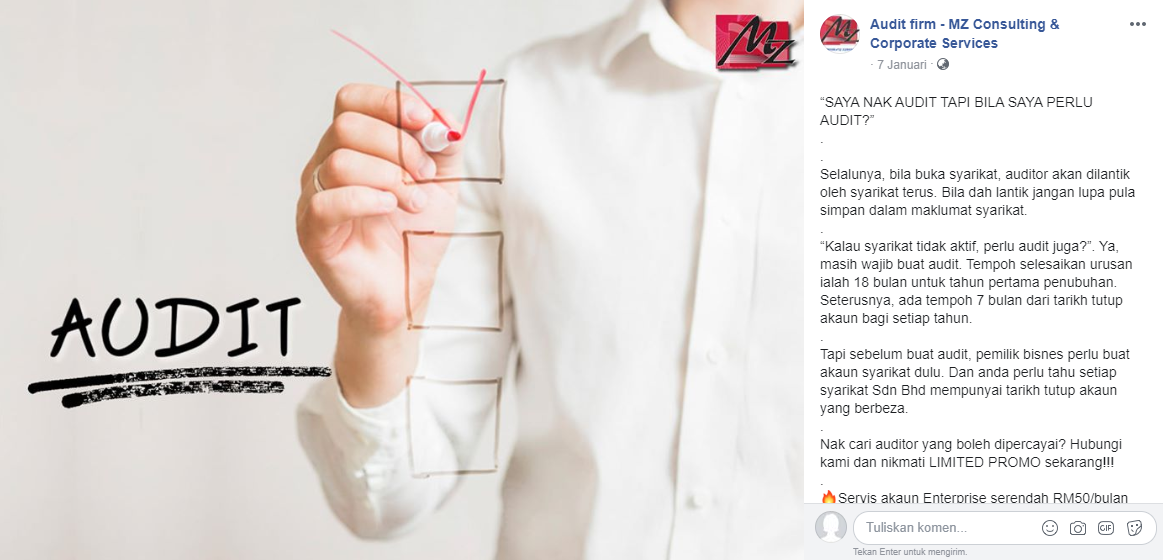 AUDIT
MZ
Audit firm - MZ Consulting &
Corporate Services
· 7 Januari ·
“SAYA NAK AUDIT TAPI BILA SAYA PERLU
AUDIT?”
.
.
Selalunya, bila buka syarikat, auditor akan dilantik
oleh syarikat terus. Bila dah lantik jangan lupa pula
simpan dalam maklumat syarikat.
.
“Kalau syarikat tidak aktif, perlu audit juga?”. Ya,
masih wajib buat audit. Tempoh selesaikan urusan
ialah 18 bulan untuk tahun pertama penubuhan.
Seterusnya, ada tempoh 7 bulan dari tarikh tutup
akaun bagi setiap tahun.
.
Tapi sebelum buat audit, pemilik bisnes perlu buat
akaun syarikat dulu. Dan anda perlu tahu setiap
syarikat Sdn Bhd mempunyai tarikh tutup akaun
yang berbeza.
.
Nak cari auditor yang boleh dipercayai? Hubungi
kami dan nikmati LIMITED PROMO sekarang!!!
.
🔥Servis akaun Enterprise serendah RM50/bulan
Tuliskan komen...
GIF
Tekan Enter untuk mengirim.